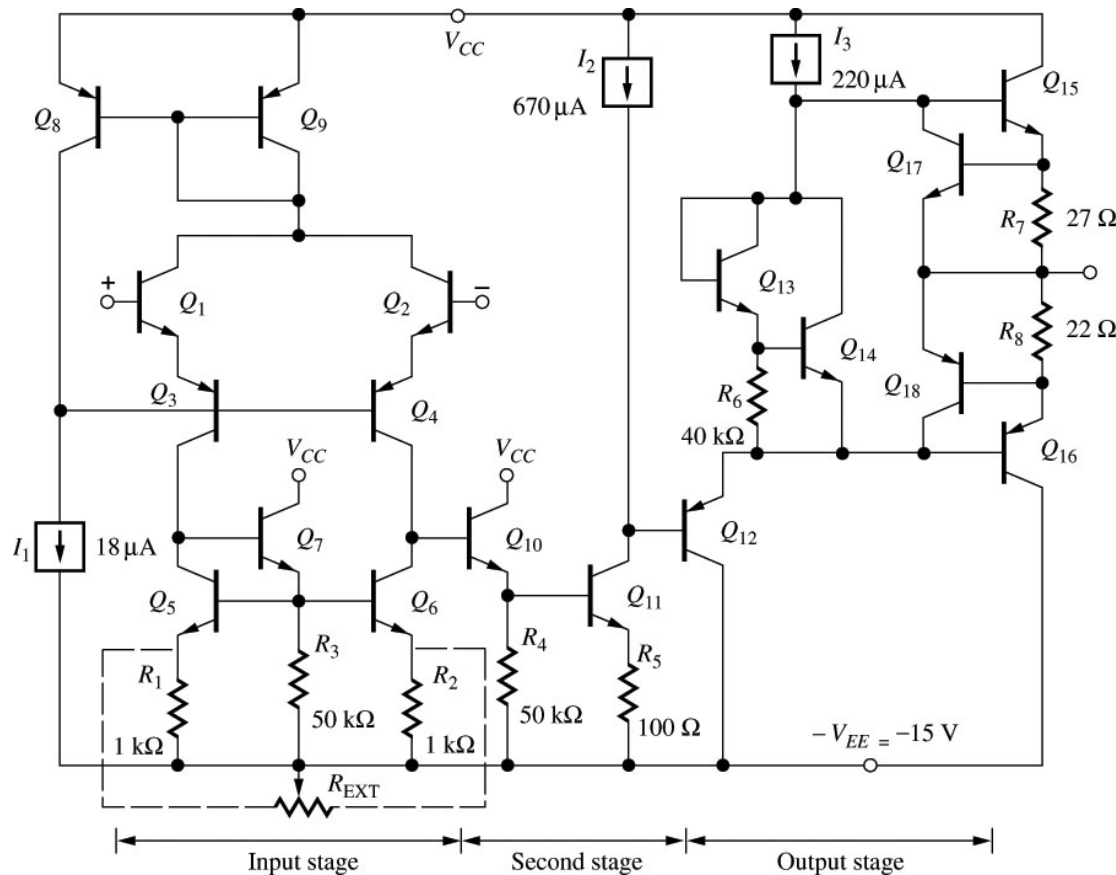 V_CC
I_3
I_2
220 μA
Q_15
Q_8
Q_9
670 μA
Q_17
R_7
27 Ω
+
−
Q_1
Q_2
Q_13
R_8
22 Ω
Q_14
Q_3
Q_4
R_6
Q_18
40 kΩ
V_CC
V_CC
Q_16
I_1
18 μA
Q_7
Q_10
Q_12
Q_5
Q_6
Q_11
R_3
R_4
R_5
R_1
R_2
50 kΩ
50 kΩ
100 Ω
−V_EE = −15 V
1 kΩ
1 kΩ
R_EXT
Input stage
Second stage
Output stage